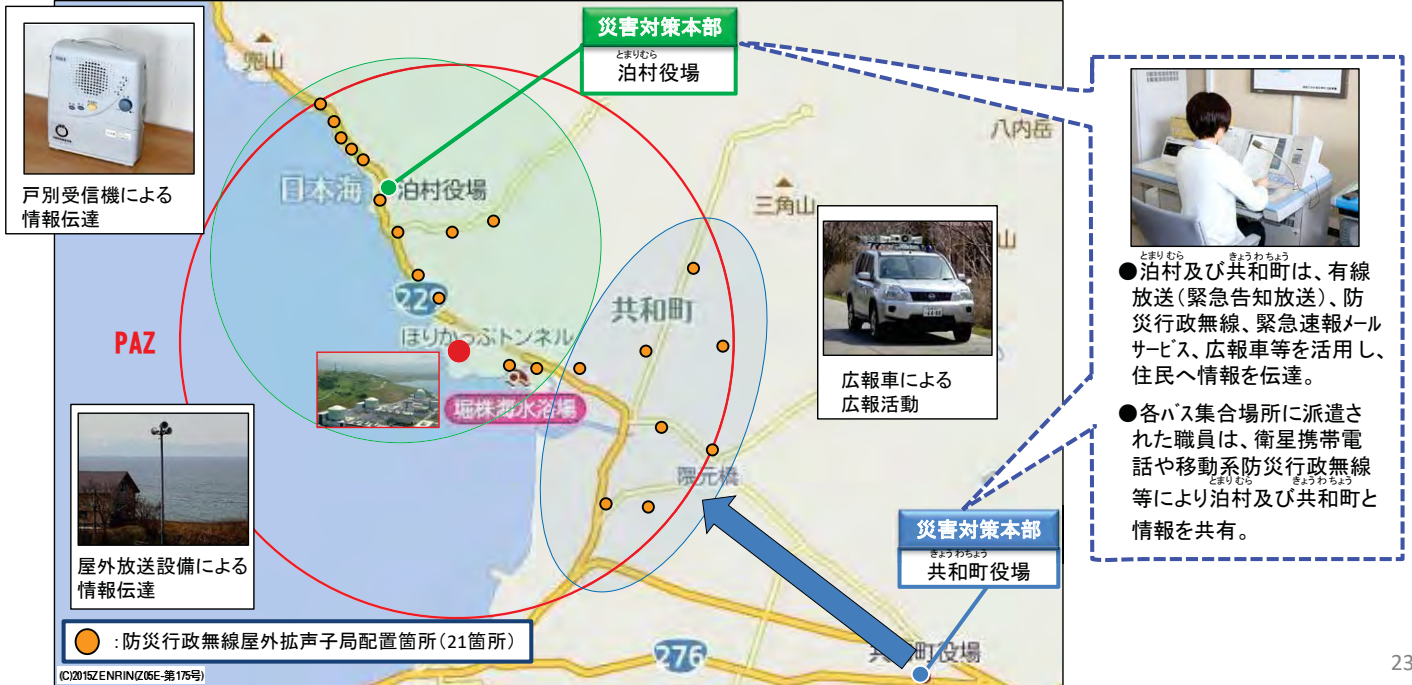 戸別受信機による
情報伝達
兜山
災害対策本部
とまりむら
泊村役場
八内岳
日本海
泊村役場
三角山
山
229
共和町
ほりかっぷトンネル
PAZ
堀株海水浴場
広報車による
広報活動
隈元橋
屋外放送設備による
情報伝達
災害対策本部
きょうわちょう
共和町役場
:防災行政無線屋外拡声子局配置箇所(21箇所)
276
共和町役場
(C)2015ZENRIN(Z05E-第175号)
とまりむら きょうわちょう
●泊村及び共和町は、有線
放送(緊急告知放送)、防
災行政無線、緊急速報メール
サービス、広報車等を活用し、
住民へ情報を伝達。
●各バス集合場所に派遣さ
れた職員は、衛星携帯電
話や移動系防災行政無線
とまりむら きょうわちょう
等により泊村及び共和町と
情報を共有。
23